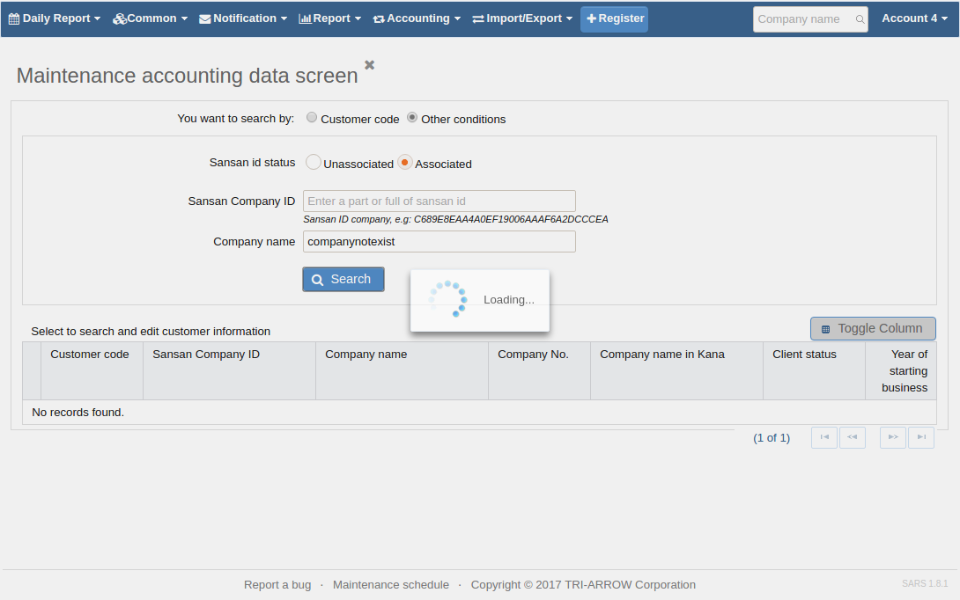 Daily Report Common Notification Report Accounting Import/Export Register Company name Account 4
Maintenance accounting data screen
You want to search by: Customer code Other conditions
Sansan id status Unassociated Associated
Sansan Company ID Enter a part or full of sansan id
Sansan ID company, e.g: C689E8EAA4A0EF19006AAAF6A2DCCCEA
Company name companynotexist
Search
Loading...
Select to search and edit customer information Toggle Column
Customer code Sansan Company ID Company name Company No. Company name in Kana Client status Year of
starting
business
No records found.
(1 of 1)
Report a bug · Maintenance schedule · Copyright © 2017 TRI-ARROW Corporation SARS 1.8.1